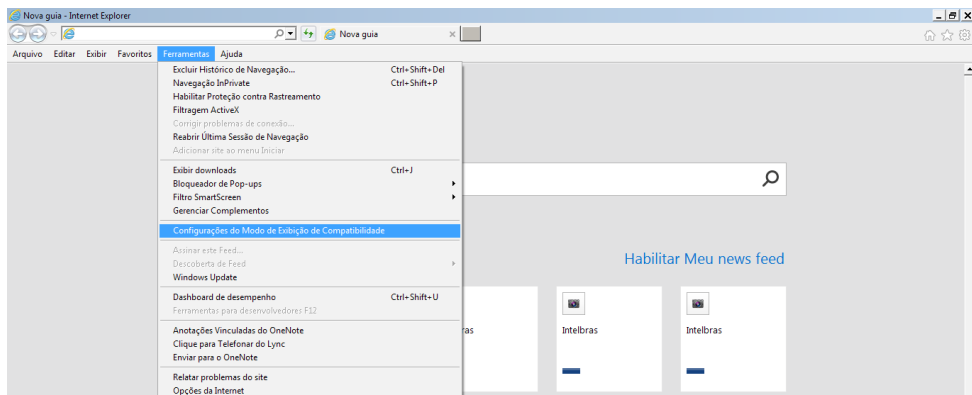 Nova guia - Internet Explorer
Nova guia
Arquivo Editar Exibir Favoritos Ferramentas Ajuda
Excluir Histórico de Navegação... Ctrl+Shift+Del
Navegação InPrivate Ctrl+Shift+P
Habilitar Proteção contra Rastreamento
Filtragem ActiveX
Corrigir problemas de conexão...
Reabrir Última Sessão de Navegação
Adicionar site ao menu Iniciar
Exibir downloads Ctrl+J
Bloqueador de Pop-ups
Filtro SmartScreen
Gerenciar Complementos
Configurações do Modo de Exibição de Compatibilidade
Assinar este Feed...
Descoberta de Feed
Windows Update
Dashboard de desempenho Ctrl+Shift+U
Ferramentas para desenvolvedores F12
Anotações Vinculadas do OneNote
Clique para Telefonar do Lync
Enviar para o OneNote
Relatar problemas do site
Opções da Internet
Habilitar Meu news feed
ras Intelbras Intelbras